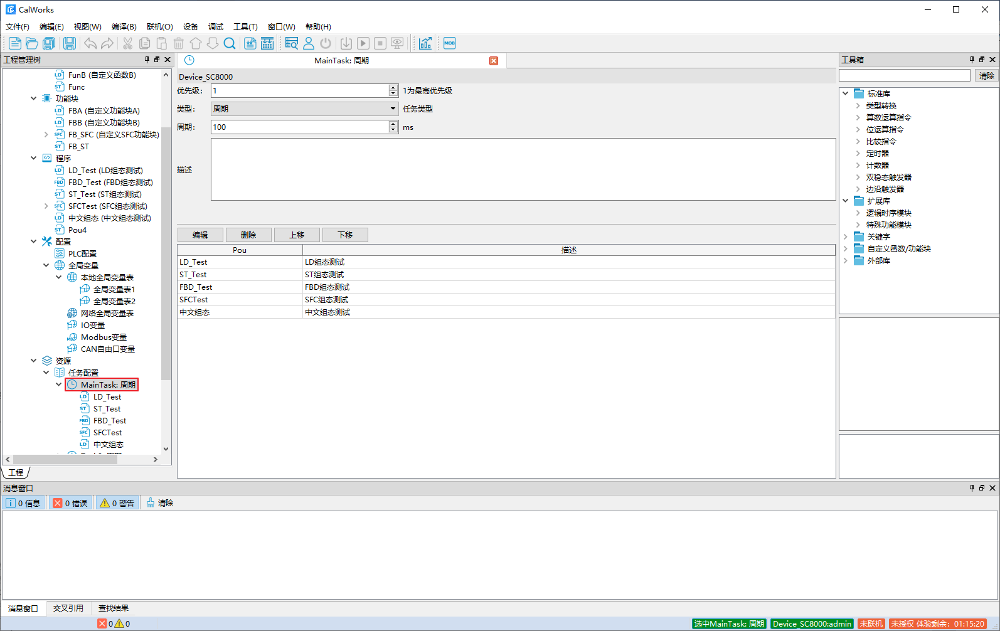 CalWorks
文件(F) 编辑(E) 视图(W) 编译(B) 联机(O) 设备 调试 工具(T) 窗口(W) 帮助(H)
MOB
工程管理树
LD FunB (自定义函数B)
ST Func
功能块
LD FBA (自定义功能块A)
LD FBB (自定义功能块B)
SFC FB_SFC (自定义SFC功能块)
ST FB_ST
程序
LD LD_Test (LD组态测试)
FBD FBD_Test (FBD组态测试)
ST ST_Test (ST组态测试)
SFC SFCTest (SFC组态测试)
LD 中文组态 (中文组态测试)
ST Pou4
配置
PLC配置
全局变量
本地全局变量表
全局变量表1
全局变量表2
网络全局变量表
IO变量
Modbus变量
CAN自由口变量
资源
任务配置
MainTask: 周期
LD LD_Test
ST ST_Test
FBD FBD_Test
SFC SFCTest
LD 中文组态
工程
MainTask: 周期
Device_SC8000
优先级: 1 1为最高优先级
类型: 周期 任务类型
周期: 100 ms
描述
编辑 删除 上移 下移
Pou 描述
LD_Test LD组态测试
ST_Test ST组态测试
FBD_Test FBD组态测试
SFCTest SFC组态测试
中文组态 中文组态测试
工具箱
清除
标准库
类型转换
算数运算指令
位运算指令
比较指令
定时器
计数器
双稳态触发器
边沿触发器
扩展库
逻辑时序模块
特殊功能模块
关键字
自定义函数/功能块
外部库
消息窗口
0 信息 0 错误 0 警告 清除
消息窗口 交叉引用 查找结果
0 0 选中MainTask: 周期 Device_SC8000:admin 未联机 未授权 体验剩余: 01:15:20